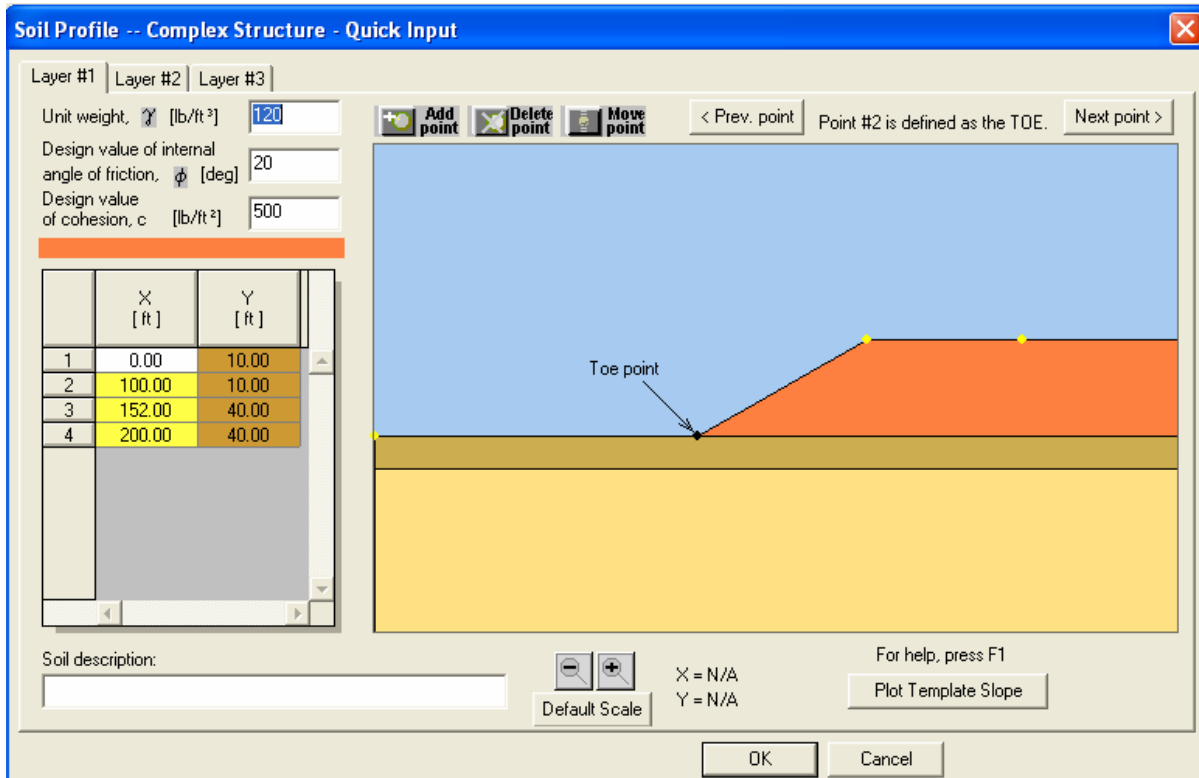 Soil Profile -- Complex Structure - Quick Input
Layer #1 Layer #2 Layer #3
Unit weight, γ [lb/ft³] 120
Design value of internal
angle of friction, ϕ [deg] 20
Design value
of cohesion, c [lb/ft²] 500
X Y
[ ft ] [ ft ]
1 0.00 10.00
2 100.00 10.00
3 152.00 40.00
4 200.00 40.00
Soil description:
Add point Delete point Move point
< Prev. point Point #2 is defined as the TOE. Next point >
Toe point
Default Scale
X = N/A
Y = N/A
For help, press F1
Plot Template Slope
OK Cancel